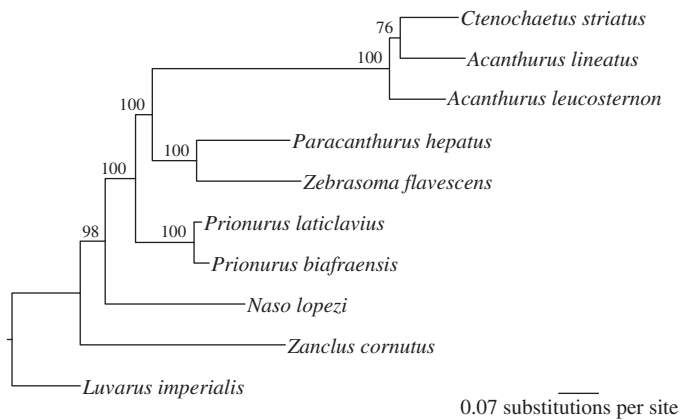 Ctenochaetus striatus
76
Acanthurus lineatus
100
Acanthurus leucosternon
100
Paracanthurus hepatus
100
Zebrasoma flavescens
100
Prionurus laticlavius
100
98
Prionurus biafraensis
Naso lopezi
Zanclus cornutus
Luvarus imperialis
0.07 substitutions per site